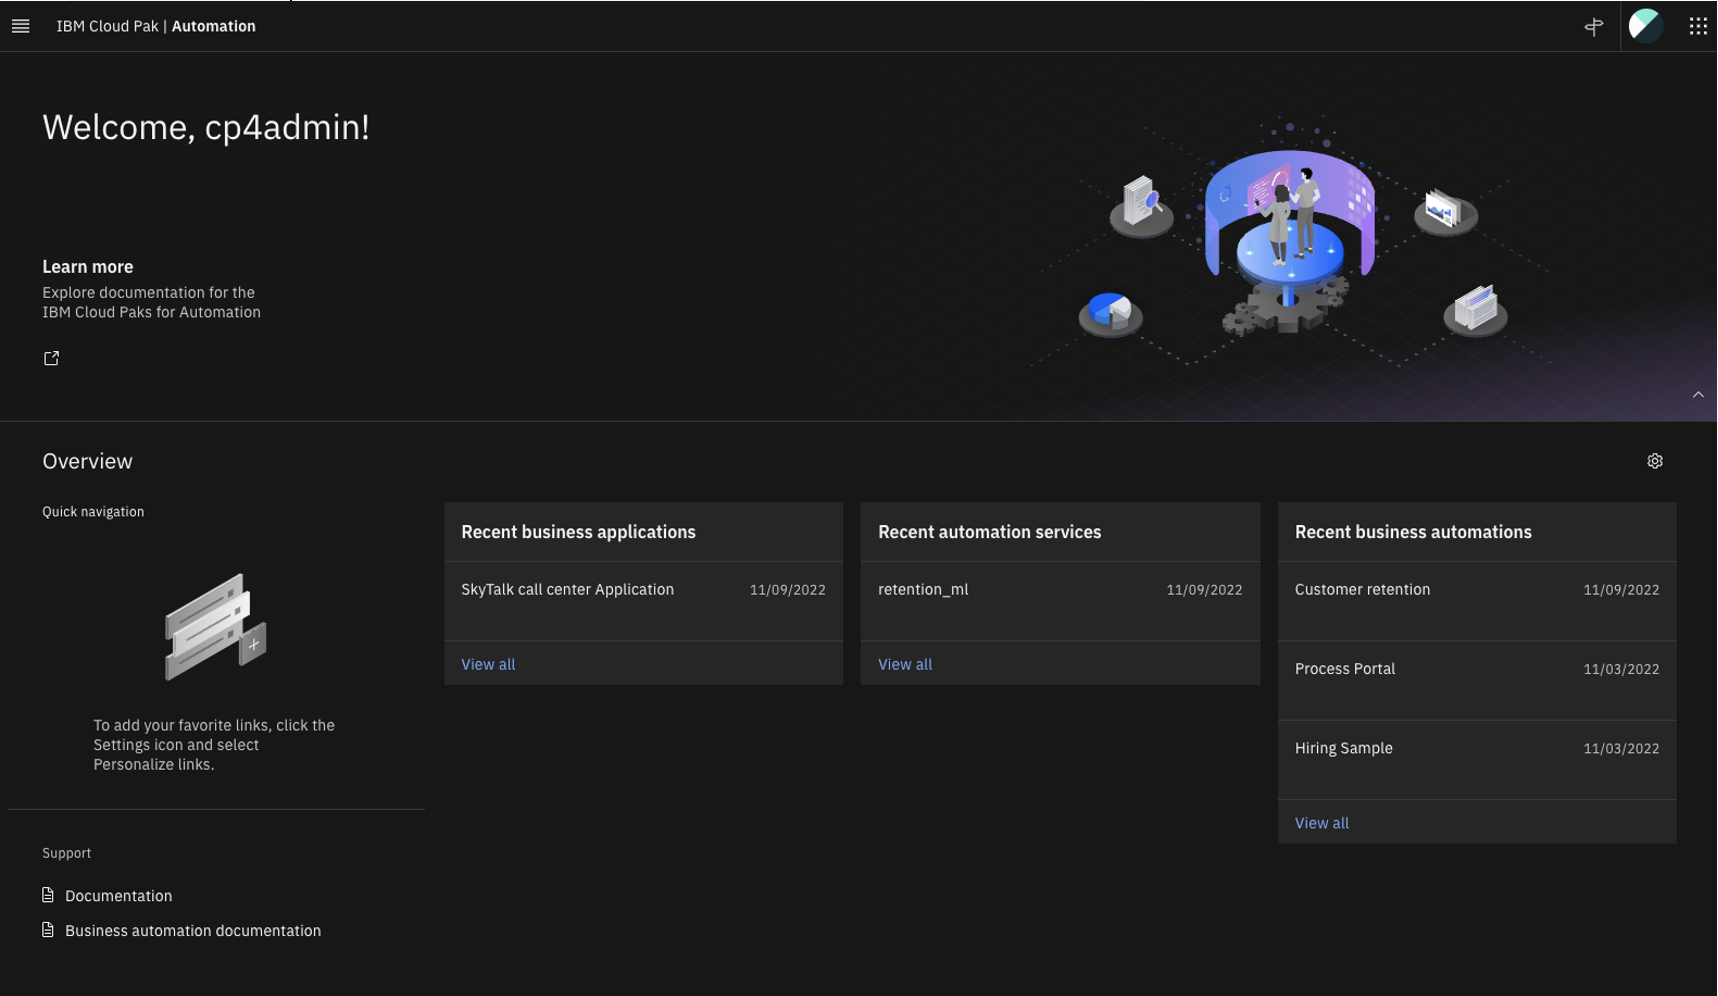 IBM Cloud Pak | Automation
Welcome, cp4admin!
Learn more
Explore documentation for the
IBM Cloud Paks for Automation
Overview
Quick navigation
To add your favorite links, click the
Settings icon and select
Personalize links.
Support
Documentation
Business automation documentation
Recent business applications
SkyTalk call center Application 11/09/2022
View all
Recent automation services
retention_ml 11/09/2022
View all
Recent business automations
Customer retention 11/09/2022
Process Portal 11/03/2022
Hiring Sample 11/03/2022
View all